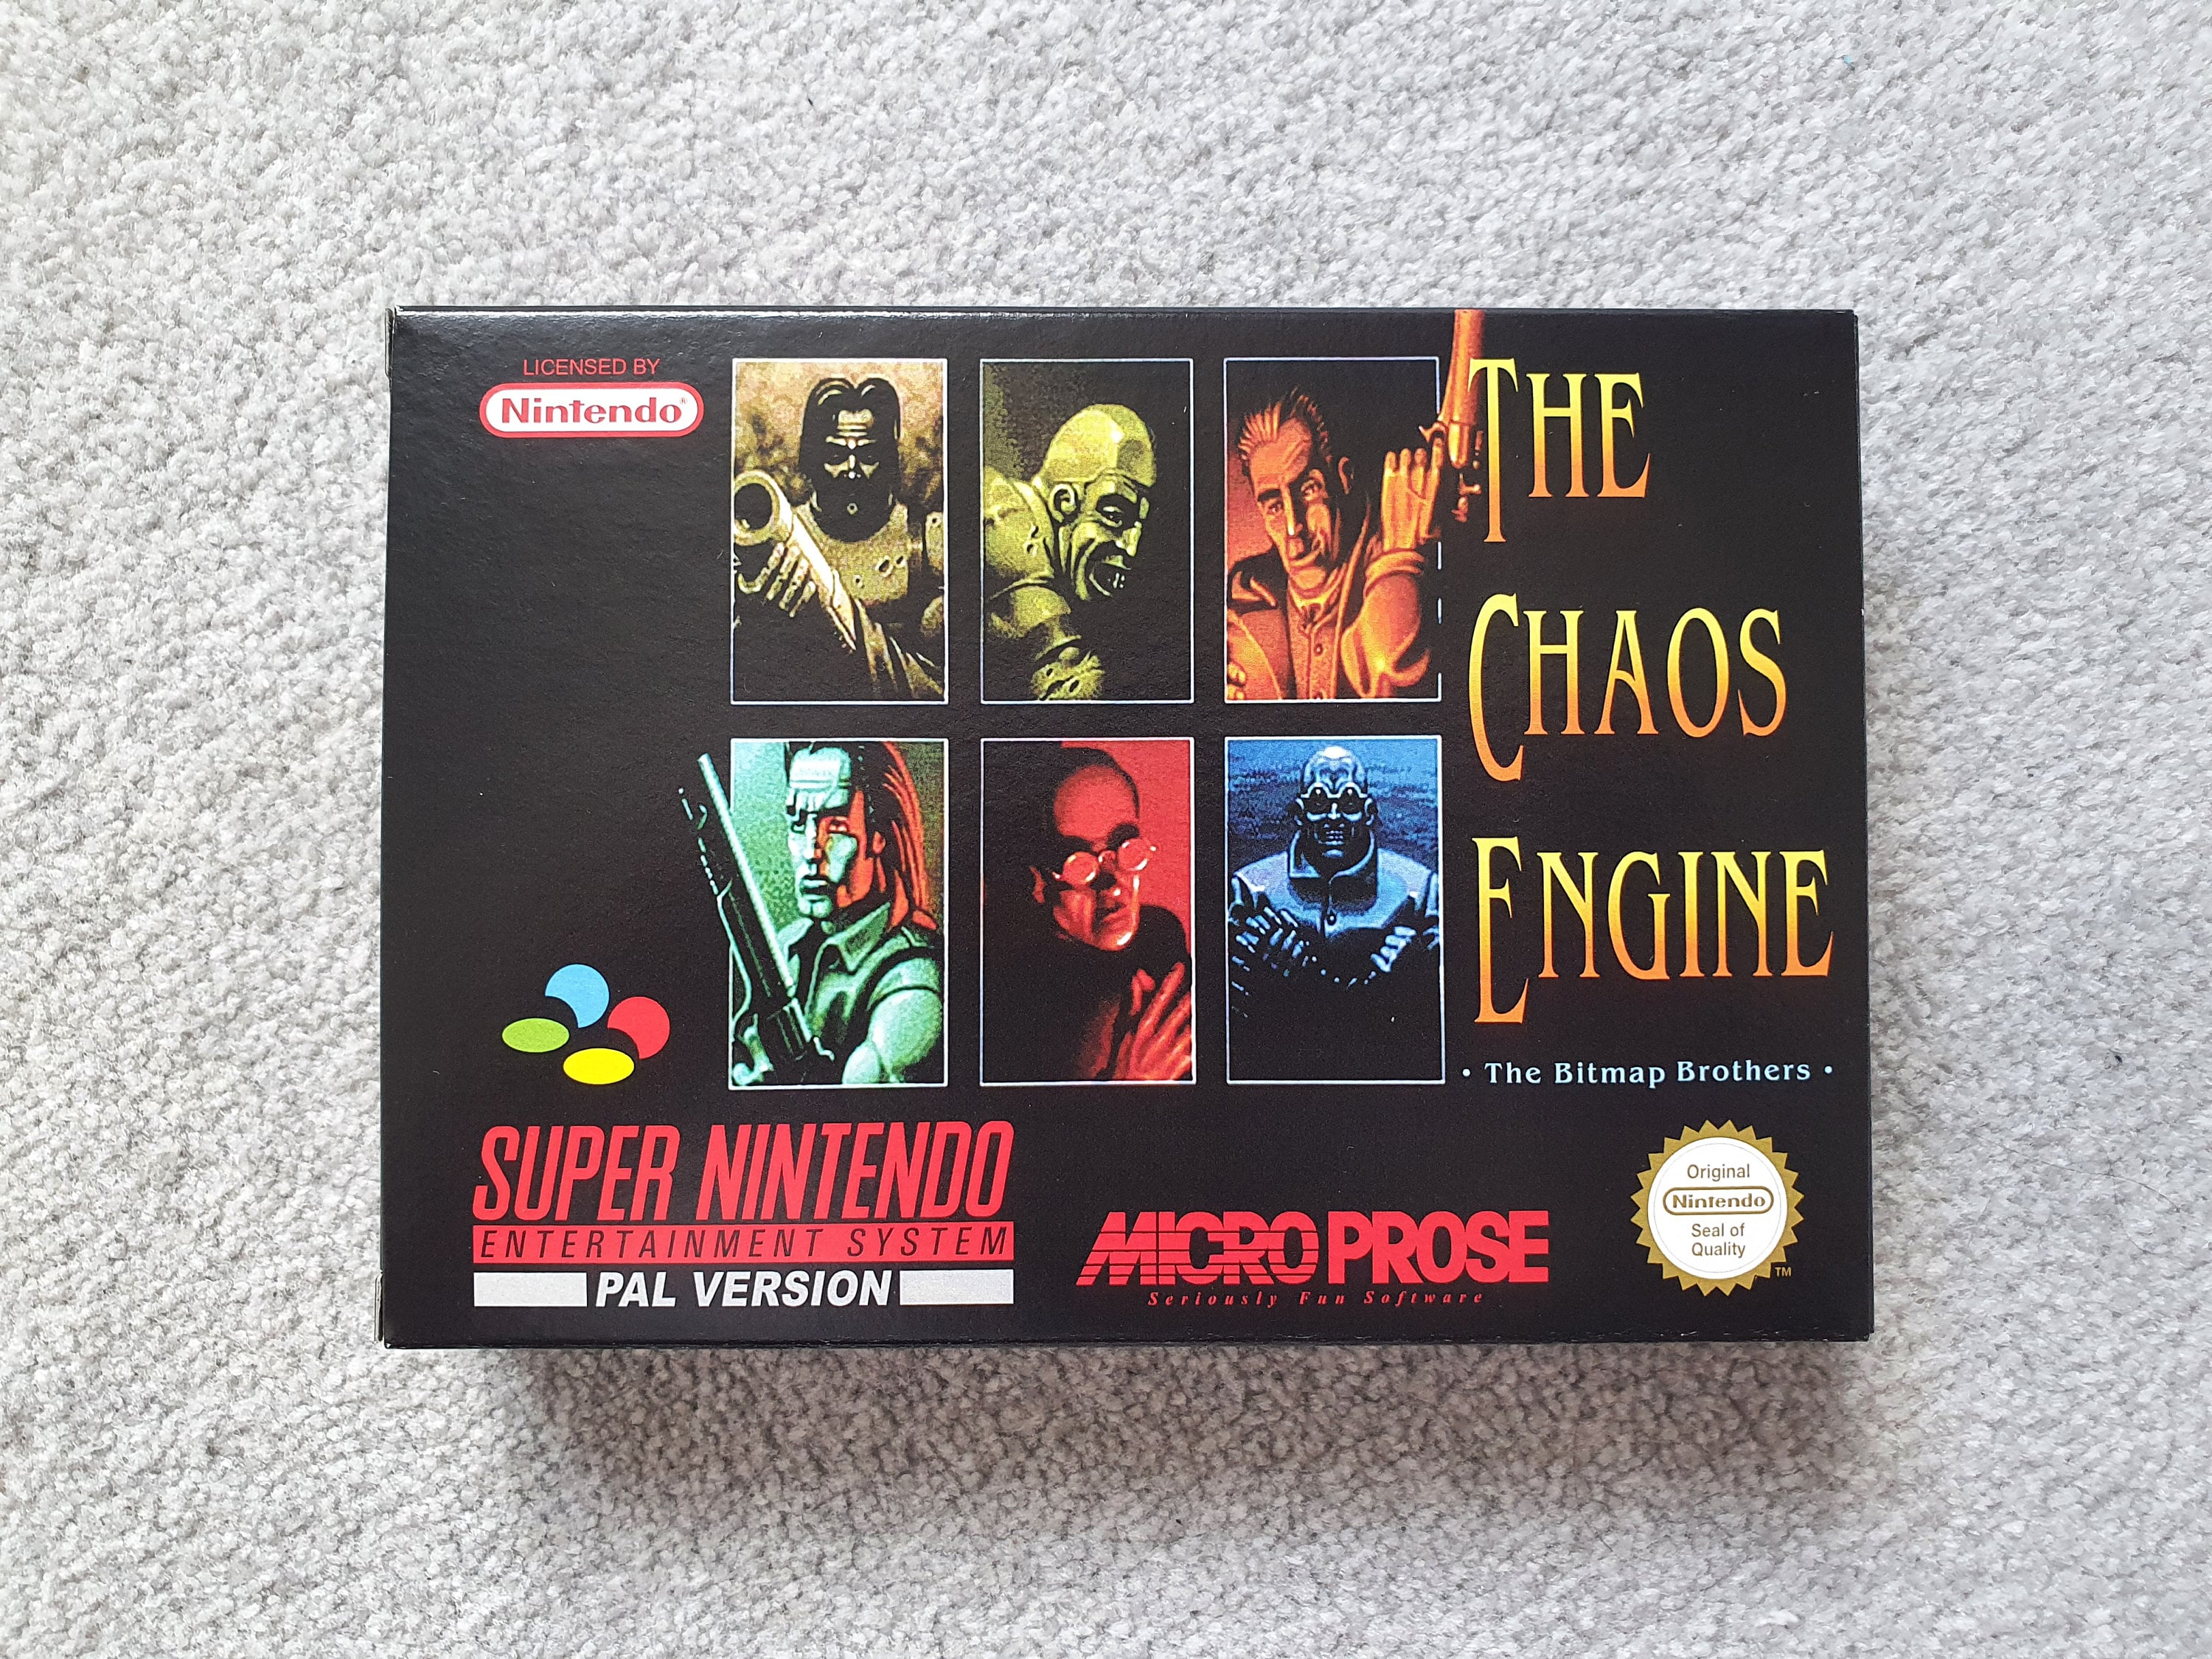 LICENSED BY
Nintendo®
THE
CHAOS
ENGINE
• The Bitmap Brothers •
SUPER NINTENDO
ENTERTAINMENT SYSTEM
PAL VERSION
MICROPROSE
Seriously Fun Software
Original
Nintendo
Seal of
Quality
TM